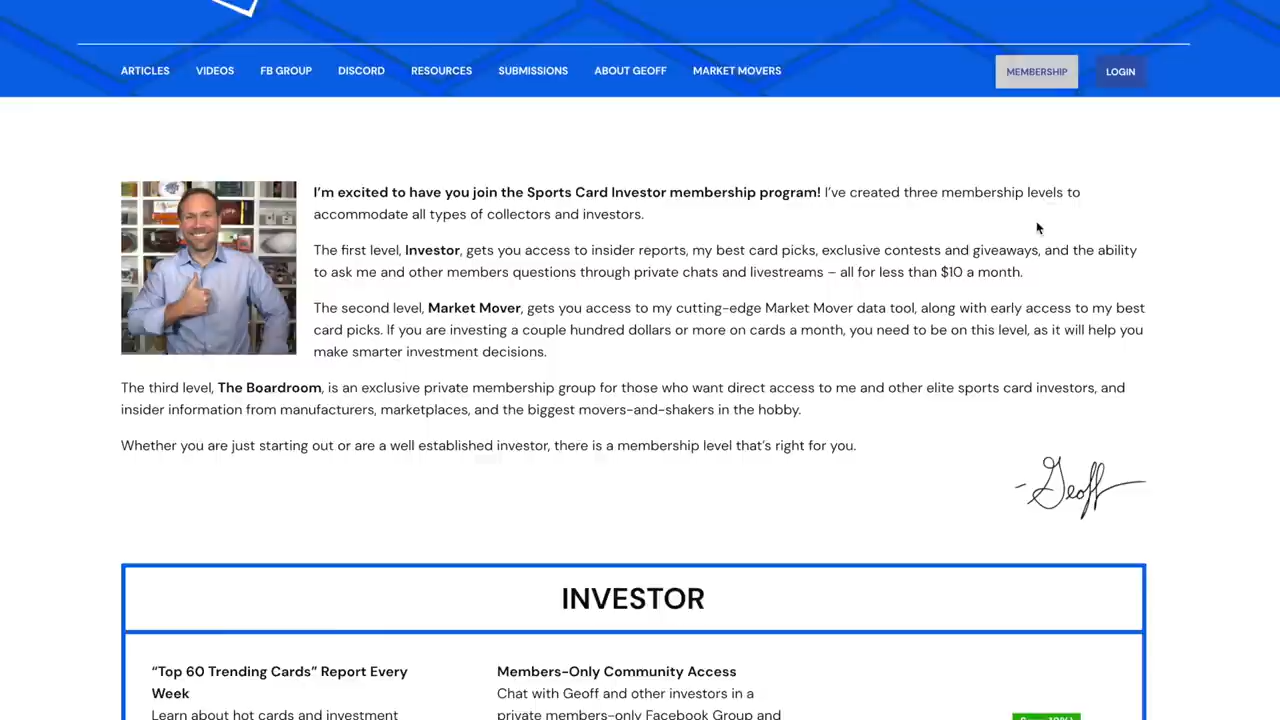 ARTICLES VIDEOS FB GROUP DISCORD RESOURCES SUBMISSIONS ABOUT GEOFF MARKET MOVERS MEMBERSHIP LOGIN
I’m excited to have you join the Sports Card Investor membership program! I’ve created three membership levels to
accommodate all types of collectors and investors.
The first level, Investor, gets you access to insider reports, my best card picks, exclusive contests and giveaways, and the ability
to ask me and other members questions through private chats and livestreams – all for less than $10 a month.
The second level, Market Mover, gets you access to my cutting-edge Market Mover data tool, along with early access to my best
card picks. If you are investing a couple hundred dollars or more on cards a month, you need to be on this level, as it will help you
make smarter investment decisions.
The third level, The Boardroom, is an exclusive private membership group for those who want direct access to me and other elite sports card investors, and
insider information from manufacturers, marketplaces, and the biggest movers-and-shakers in the hobby.
Whether you are just starting out or are a well established investor, there is a membership level that’s right for you.
-Geoff
INVESTOR
“Top 60 Trending Cards” Report Every
Week
Learn about hot cards and investment
Members-Only Community Access
Chat with Geoff and other investors in a
private members-only Facebook Group and